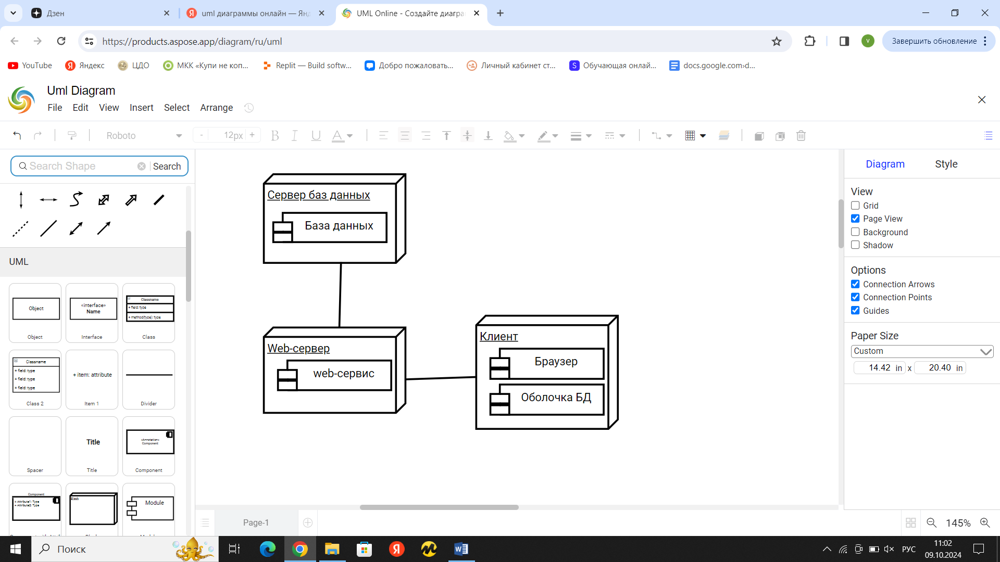 Дзен
uml диаграммы онлайн — Янд
UML Online - Создайте диагра
https://products.aspose.app/diagram/ru/uml
V
Завершить обновление
YouTube
Яндекс
ЦДО
МКК «Купи не коп...
Replit — Build softw...
Добро пожаловать...
Личный кабинет ст...
Обучающая онлай...
docs.google.com›d...
Uml Diagram
File Edit View Insert Select Arrange
Roboto
- 12px +
B I U A
Search Shape
Search
UML
Object
Object
«interface»
Name
Interface
Classname
+ field: type
+ method(type): type
Class
Classname
+ field: type
+ field: type
+ field: type
Class 2
+ item: attribute
Item 1
Divider
Spacer
Title
Title
«Annotation»
Component
Component
Component
+ Attribute1: Type
+ Attribute2: Type
Block
Module
Сервер баз данных
База данных
Web-сервер
web-сервис
Клиент
Браузер
Оболочка БД
Diagram Style
View
Grid
Page View
Background
Shadow
Options
Connection Arrows
Connection Points
Guides
Paper Size
Custom
14.42 in x 20.40 in
Page-1
145%
Поиск
РУС
11:02
09.10.2024